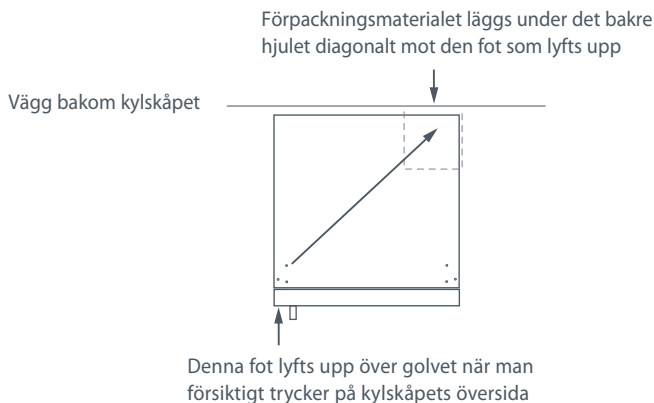 Förpackningsmaterialet läggs under det bakre
hjulet diagonalt mot den fot som lyfts upp
Vägg bakom kylskåpet
Denna fot lyfts upp över golvet när man
försiktigt trycker på kylskåpets översida